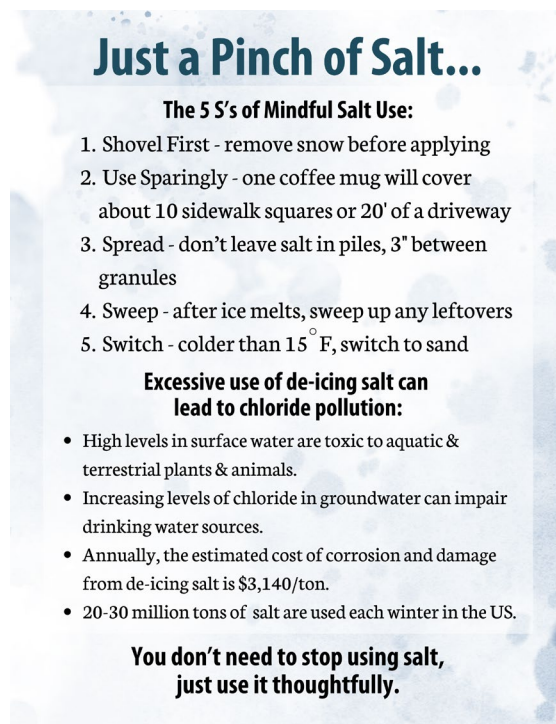 Just a Pinch of Salt...
The 5 S's of Mindful Salt Use:
1. Shovel First - remove snow before applying
2. Use Sparingly - one coffee mug will cover
about 10 sidewalk squares or 20' of a driveway
3. Spread - don't leave salt in piles, 3" between
granules
4. Sweep - after ice melts, sweep up any leftovers
5. Switch - colder than 15°F, switch to sand
Excessive use of de-icing salt can
lead to chloride pollution:
• High levels in surface water are toxic to aquatic &
terrestrial plants & animals.
• Increasing levels of chloride in groundwater can impair
drinking water sources.
• Annually, the estimated cost of corrosion and damage
from de-icing salt is $3,140/ton.
• 20-30 million tons of salt are used each winter in the US.
You don't need to stop using salt,
just use it thoughtfully.